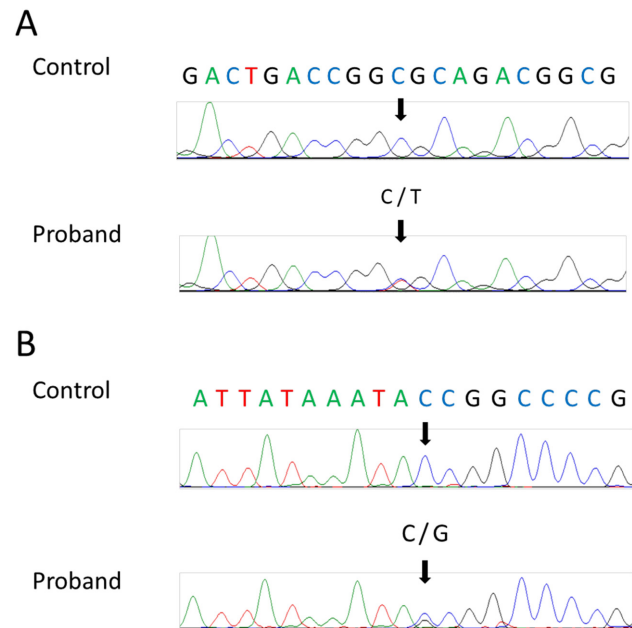 A
Control
GACTGACCGGCGCAGACGGCG
C/T
Proband
B
Control
ATTATAAATACCGGCCCCG
C/G
Proband